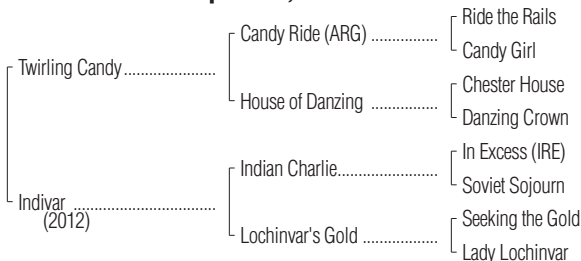 Ride the Rails
Candy Ride (ARG) ................
Candy Girl
Twirling Candy......................
Chester House
House of Danzing ................
Danzing Crown
In Excess (IRE)
Indian Charlie........................
Soviet Sojourn
Indivar ..................................
(2012)
Seeking the Gold
Lochinvar's Gold ..................
Lady Lochinvar